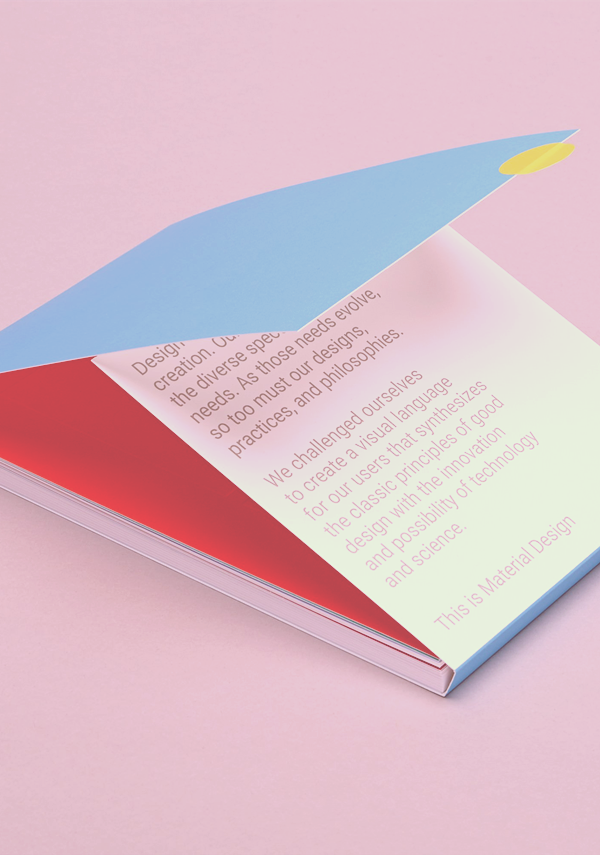 Design
creation.
the diverse
needs. As those needs evolve,
so too must our designs,
practices, and philosophies.
We challenged ourselves
to create a visual language
for our users that synthesizes
the classic principles of good
design with the innovation
and possibility of technology
and science.
This is Material Design